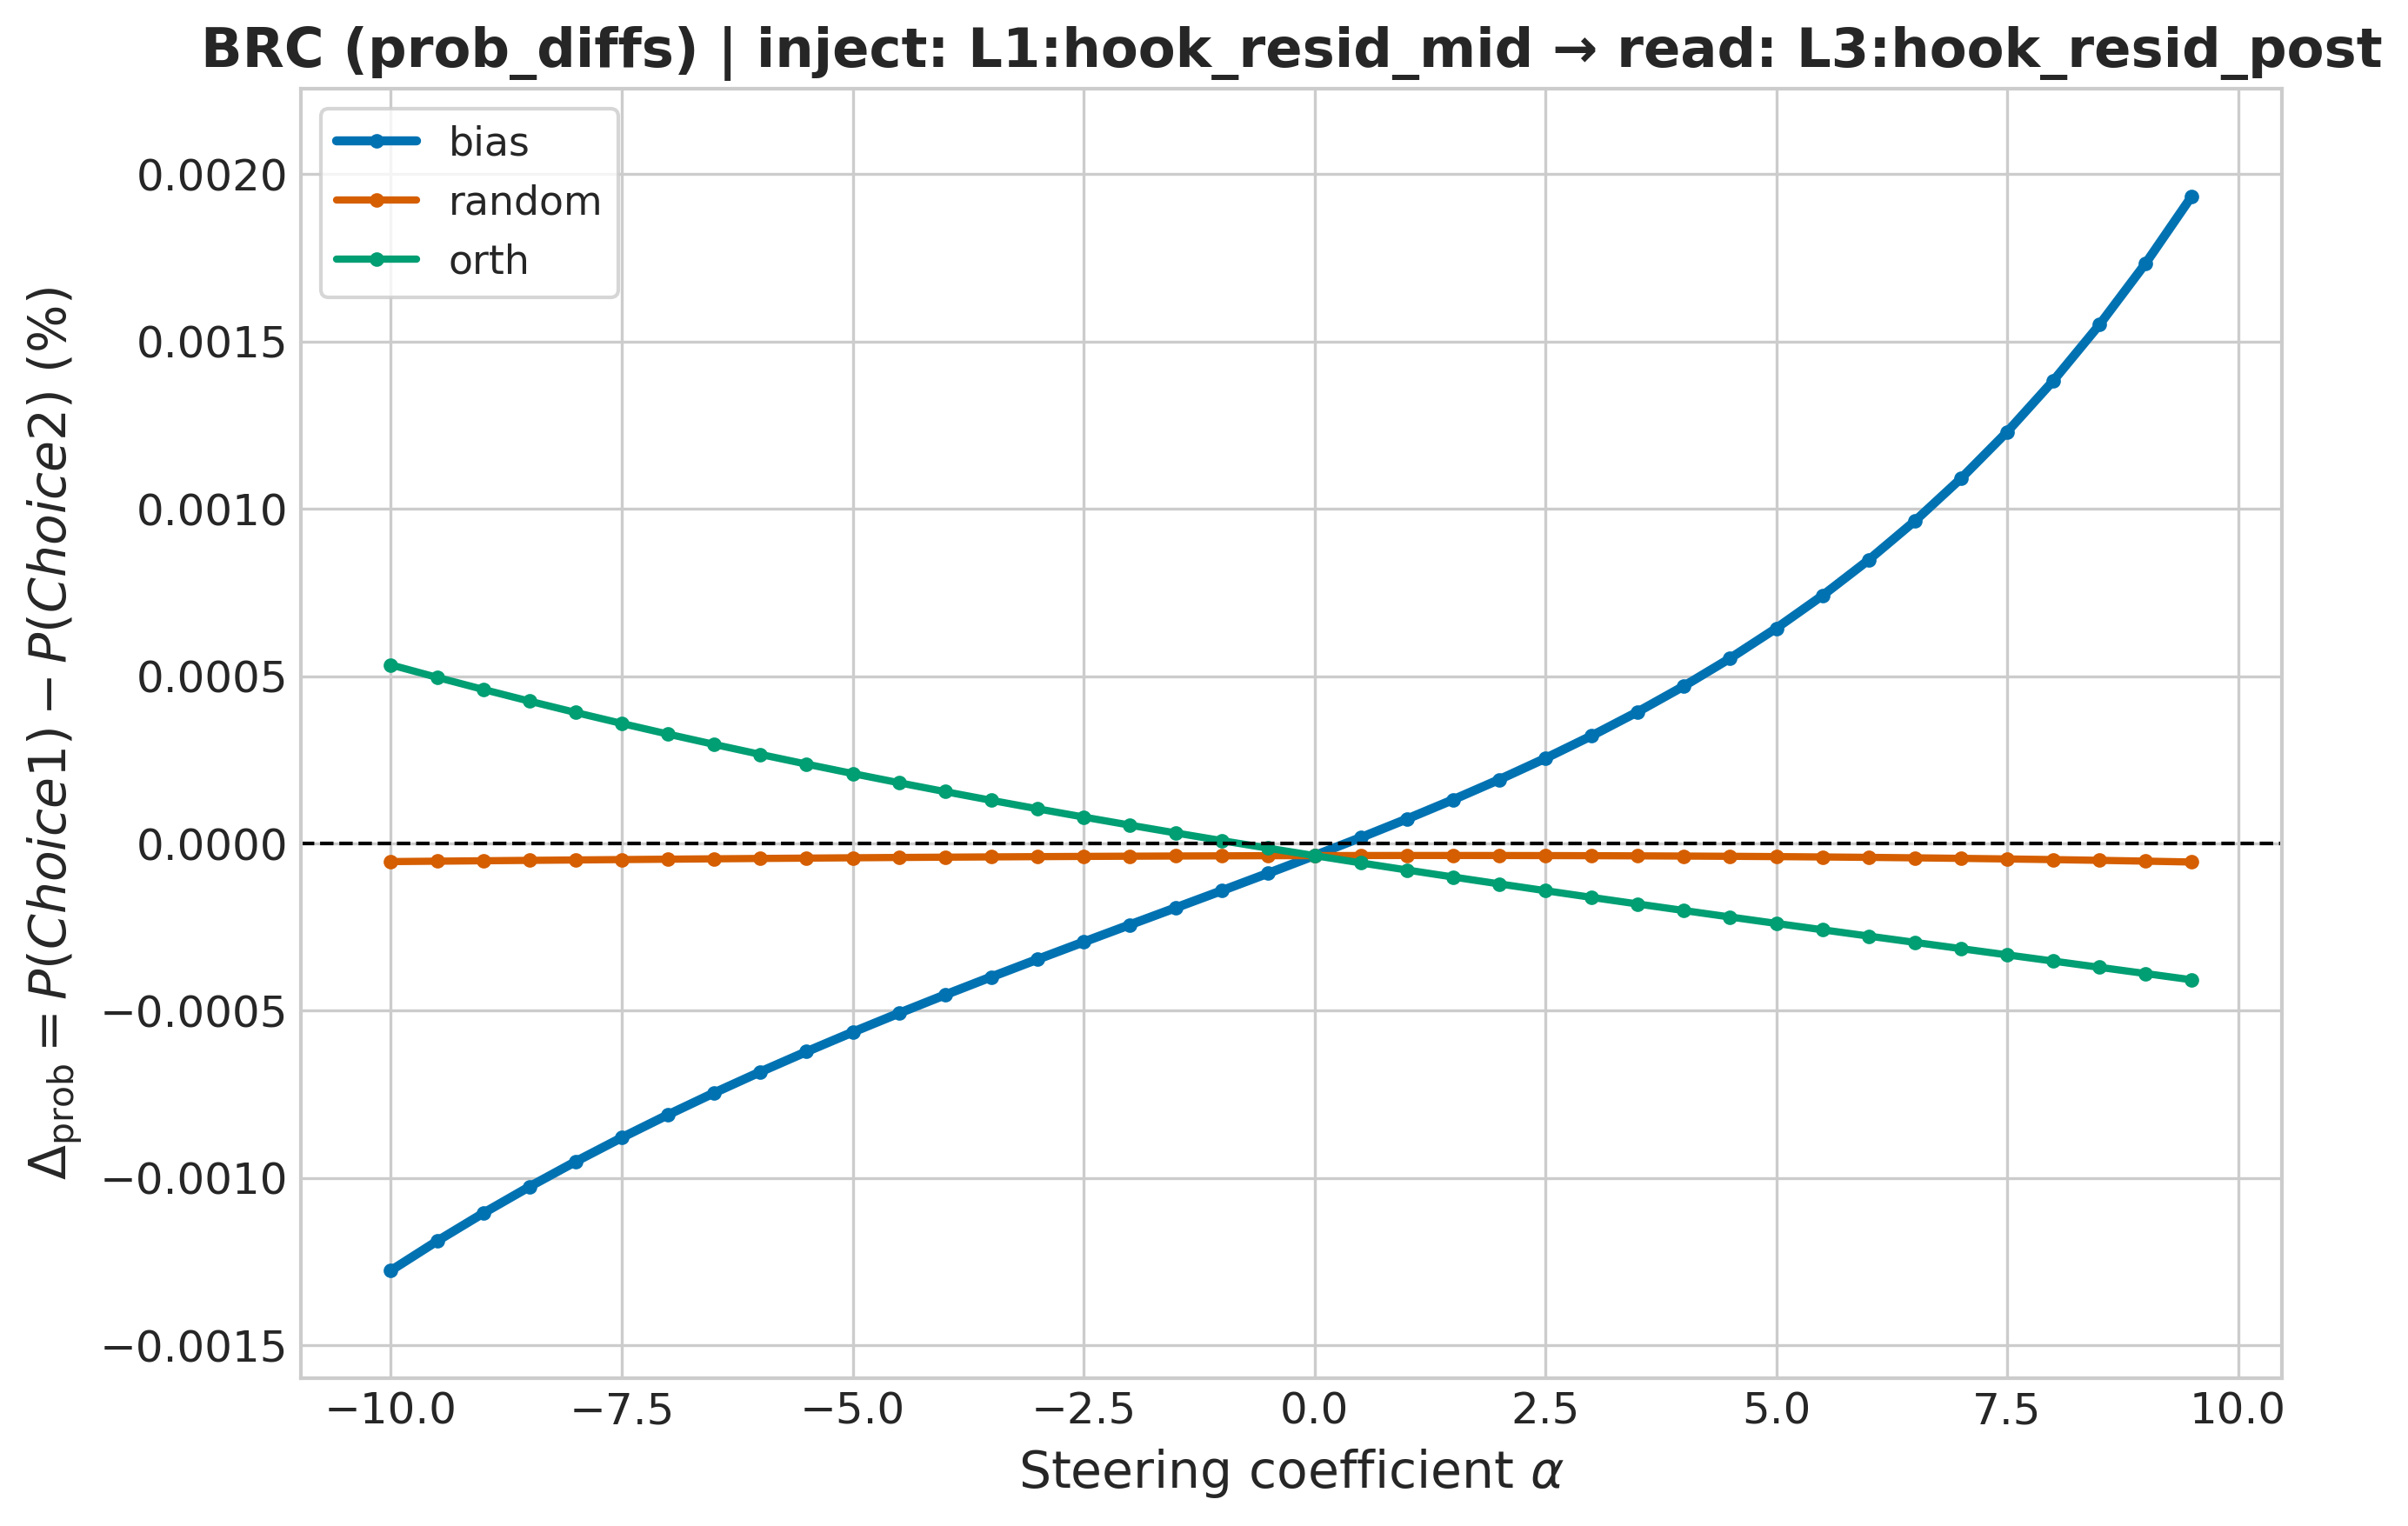 BRC (prob_diffs) | inject: L1:hook_resid_mid → read: L3:hook_resid_post
bias
random
orth
Δprob = P(Choice1) − P(Choice2) (%)
0.0020
0.0015
0.0010
0.0005
0.0000
−0.0005
−0.0010
−0.0015
−10.0 −7.5 −5.0 −2.5 0.0 2.5 5.0 7.5 10.0
Steering coefficient α